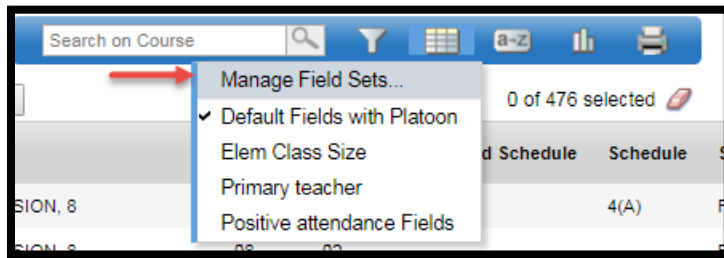 Search on Course
a-z
Manage Field Sets...
0 of 476 selected
Default Fields with Platoon
Elem Class Size
d Schedule Schedule
Primary teacher
SION, 8 4(A)
Positive attendance Fields